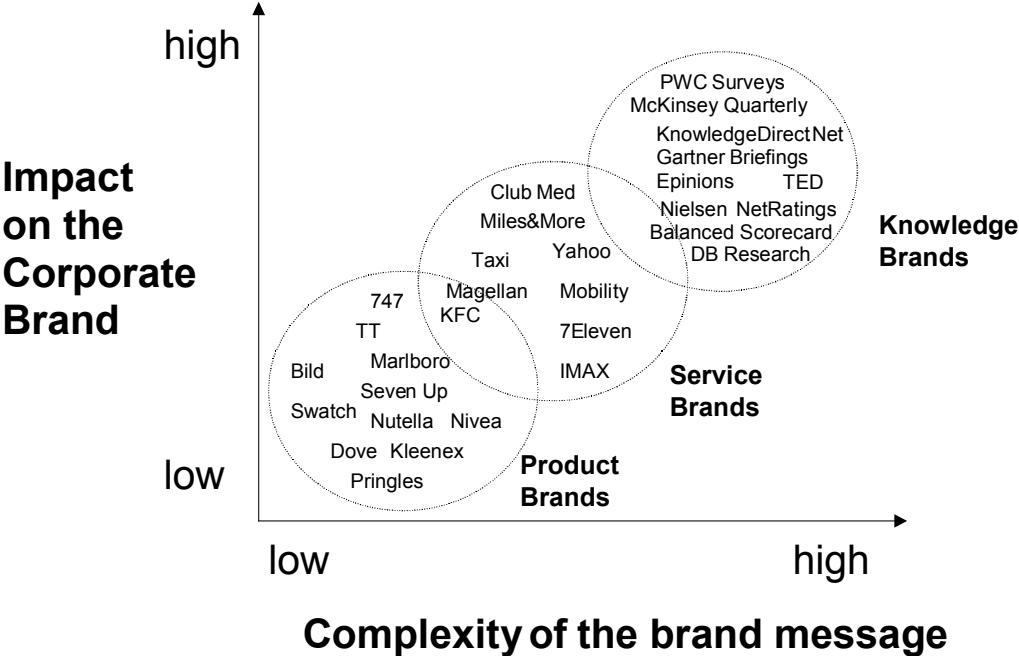 high
Impact
on the
Corporate
Brand
low
PWC Surveys
McKinsey Quarterly
KnowledgeDirectNet
Gartner Briefings
Epinions TED
Nielsen NetRatings
Balanced Scorecard
DB Research
Knowledge
Brands
Club Med
Miles&More
Taxi Yahoo
Magellan Mobility
KFC
7Eleven
IMAX
Service
Brands
747
TT
Marlboro
Bild
Seven Up
Swatch
Nutella Nivea
Dove Kleenex
Pringles
Product
Brands
low high
Complexity of the brand message